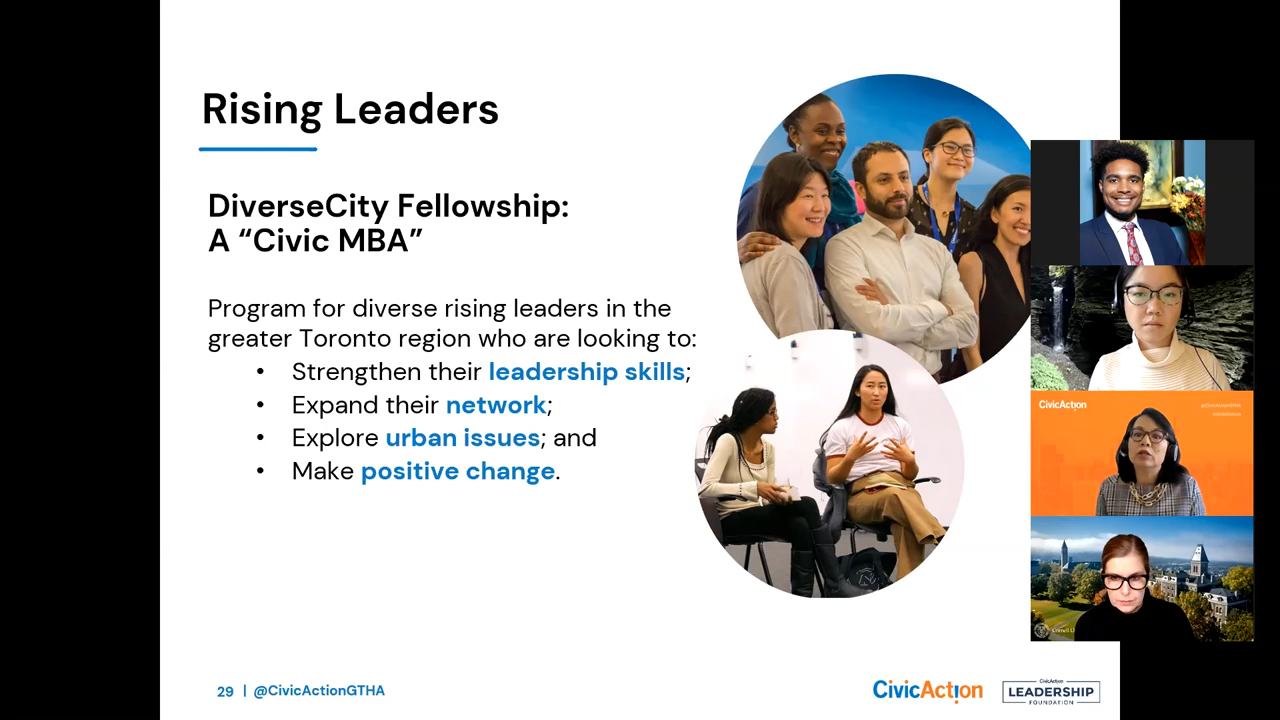 Rising Leaders
DiverseCity Fellowship:
A “Civic MBA”
Program for diverse rising leaders in the
greater Toronto region who are looking to:
• Strengthen their leadership skills;
• Expand their network;
• Explore urban issues; and
• Make positive change.
29 | @CivicActionGTHA
CivicAction
CivicAction
LEADERSHIP
FOUNDATION
CivicAction
@CivicActionGTHA